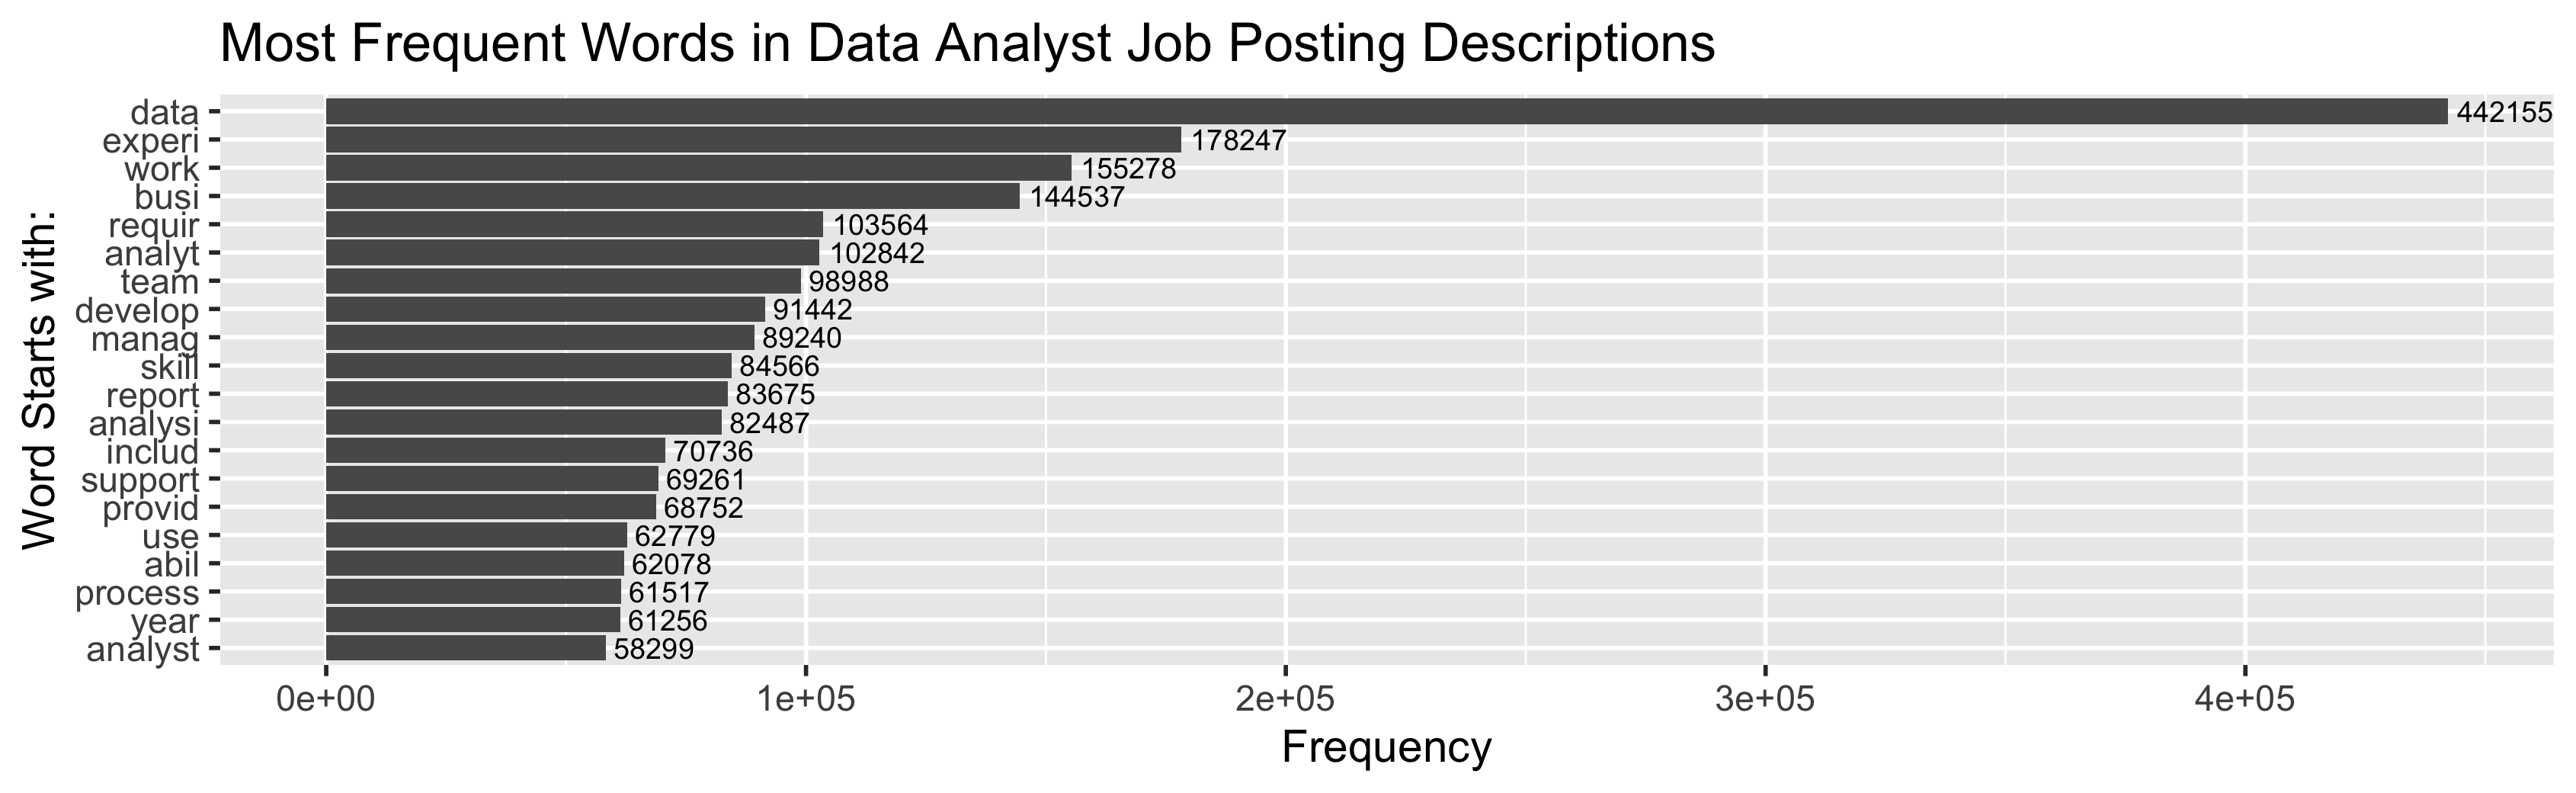 Most Frequent Words in Data Analyst Job Posting Descriptions
Word Starts with:
data 442155
experi 178247
work 155278
busi 144537
requir 103564
analyt 102842
team 98988
develop 91442
manag 89240
skill 84566
report 83675
analysi 82487
includ 70736
support 69261
provid 68752
use 62779
abil 62078
process 61517
year 61256
analyst 58299
0e+00 1e+05 2e+05 3e+05 4e+05
Frequency